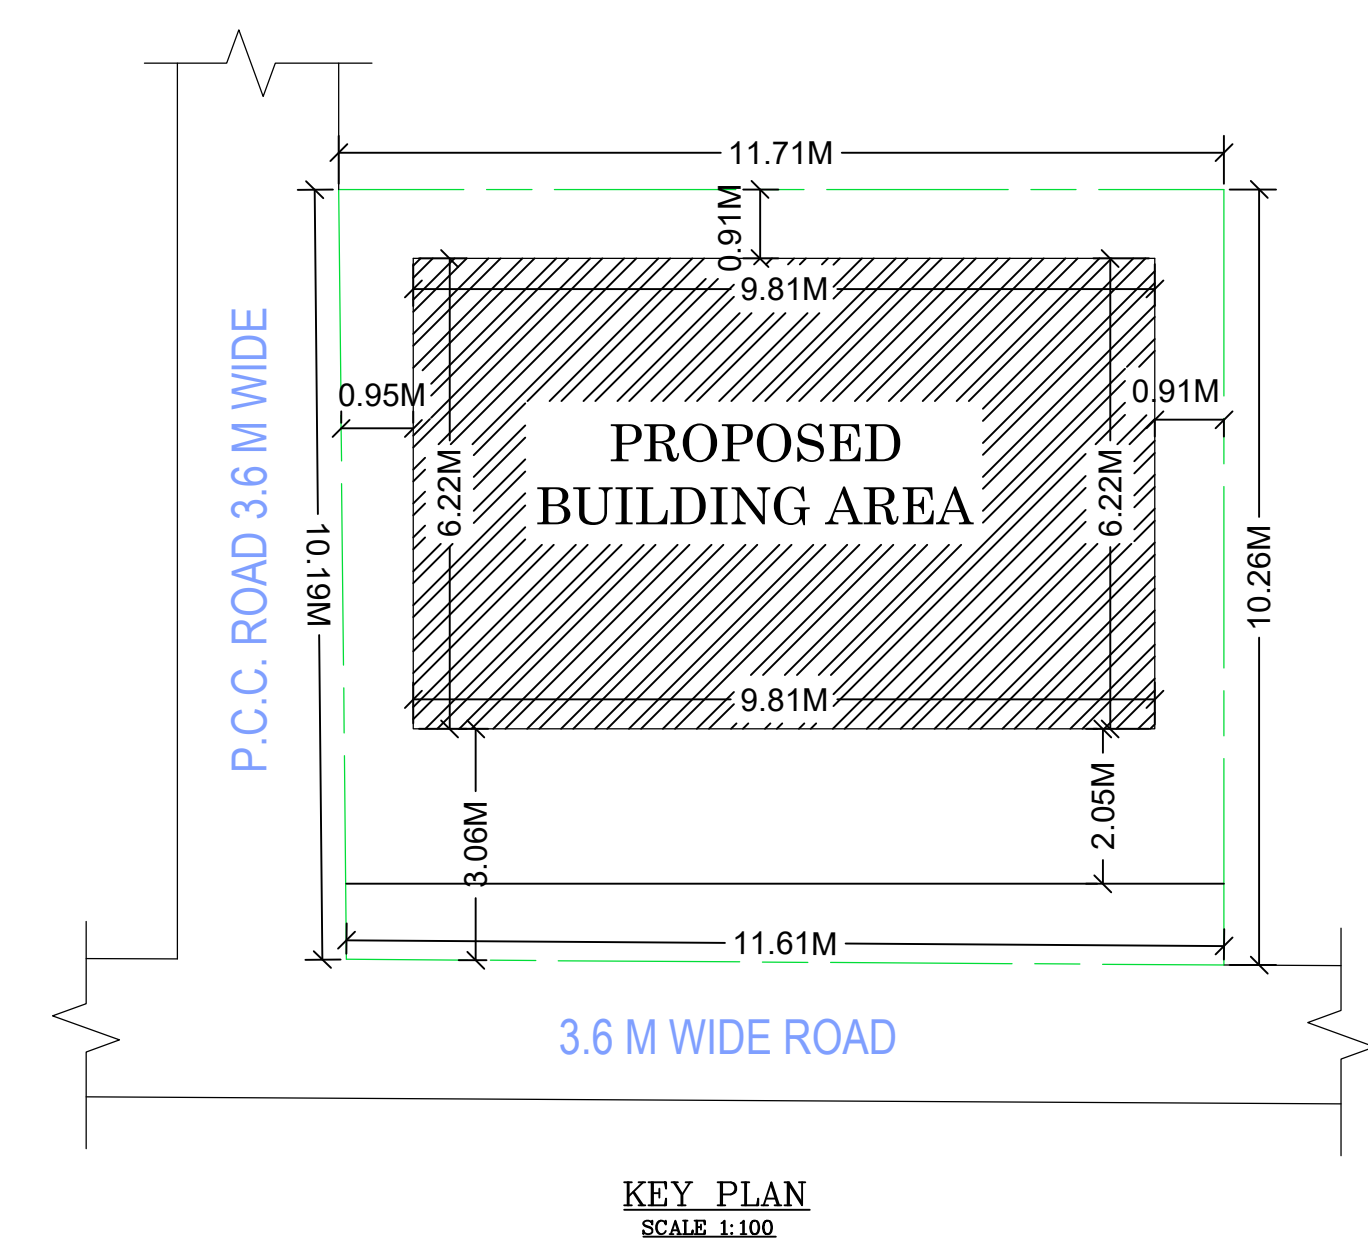 11.71M
0.91M
9.81M
0.95M
0.91M
PROPOSED
BUILDING AREA
6.22M
6.22M
P.C.C. ROAD 3.6 M WIDE
10.19M
10.26M
9.81M
3.06M
2.05M
11.61M
3.6 M WIDE ROAD
KEY PLAN
SCALE 1:100